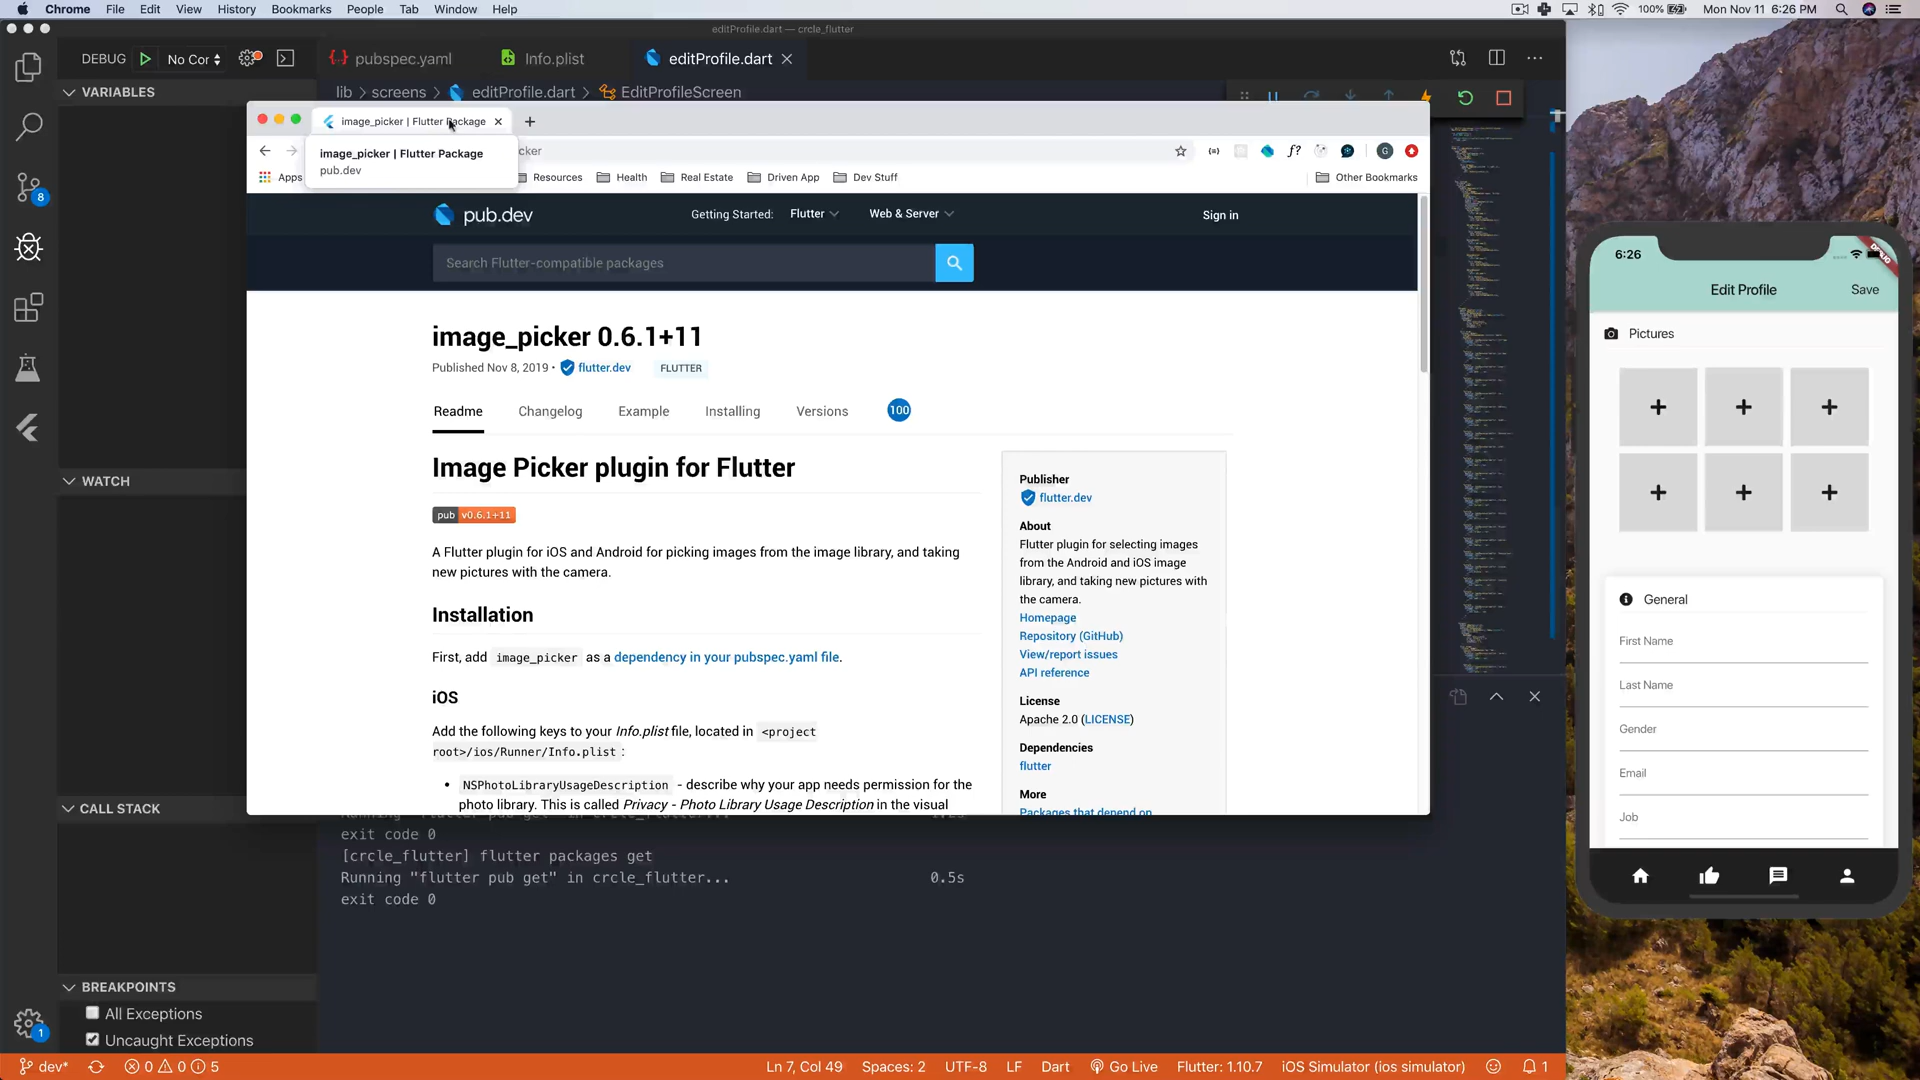 Chrome File Edit View History Bookmarks People Tab Window Help
100% Mon Nov 11 6:26 PM
editProfile.dart — crcle_flutter
DEBUG No Cor
pubspec.yaml Info.plist editProfile.dart
VARIABLES
lib > screens > editProfile.dart > EditProfileScreen
image_picker | Flutter Package
image_picker | Flutter Package
pub.dev
cker
Apps Resources Health Real Estate Driven App Dev Stuff Other Bookmarks
pub.dev
Getting Started: Flutter Web & Server Sign in
Search Flutter-compatible packages
image_picker 0.6.1+11
Published Nov 8, 2019 • flutter.dev FLUTTER
Readme Changelog Example Installing Versions 100
Image Picker plugin for Flutter
pub v0.6.1+11
A Flutter plugin for iOS and Android for picking images from the image library, and taking
new pictures with the camera.
Installation
First, add image_picker as a dependency in your pubspec.yaml file.
iOS
Add the following keys to your Info.plist file, located in <project
root>/ios/Runner/Info.plist :
• NSPhotoLibraryUsageDescription - describe why your app needs permission for the
photo library. This is called Privacy - Photo Library Usage Description in the visual
Publisher
flutter.dev
About
Flutter plugin for selecting images
from the Android and iOS image
library, and taking new pictures with
the camera.
Homepage
Repository (GitHub)
View/report issues
API reference
License
Apache 2.0 (LICENSE)
Dependencies
flutter
More
Packages that depend on
WATCH
CALL STACK
BREAKPOINTS
All Exceptions
Uncaught Exceptions
Running "flutter pub get" in crcle_flutter...
exit code 0
[crcle_flutter] flutter packages get
Running "flutter pub get" in crcle_flutter... 0.5s
exit code 0
8
1
6:26
DEBUG
Edit Profile Save
Pictures
General
First Name
Last Name
Gender
Email
Job
dev* 0 0 5 Ln 7, Col 49 Spaces: 2 UTF-8 LF Dart Go Live Flutter: 1.10.7 iOS Simulator (ios simulator) 1